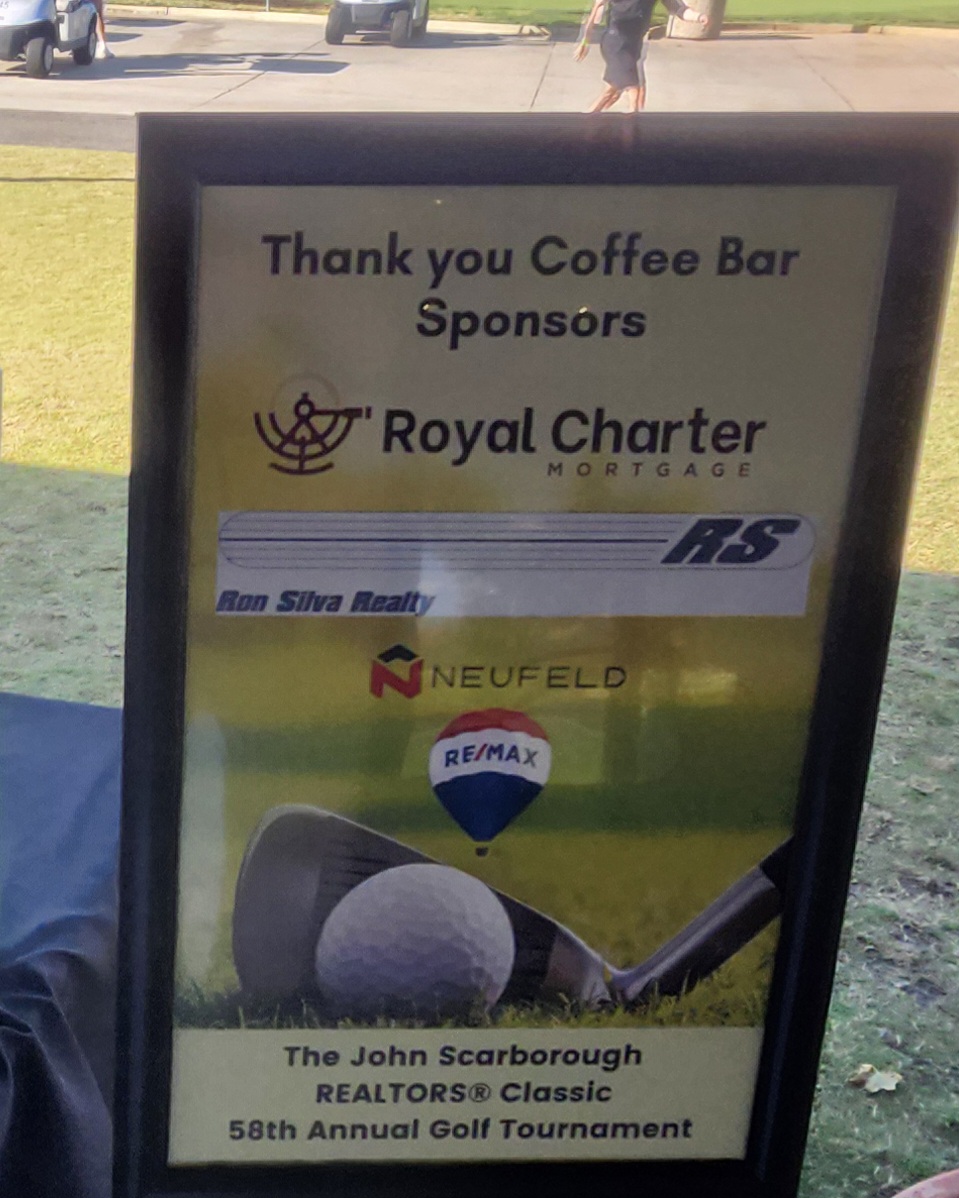 Thank you Coffee Bar
Sponsors
Royal Charter
MORTGAGE
RS
Ron Silva Realty
NEUFELD
RE/MAX
The John Scarborough
REALTORS® Classic
58th Annual Golf Tournament